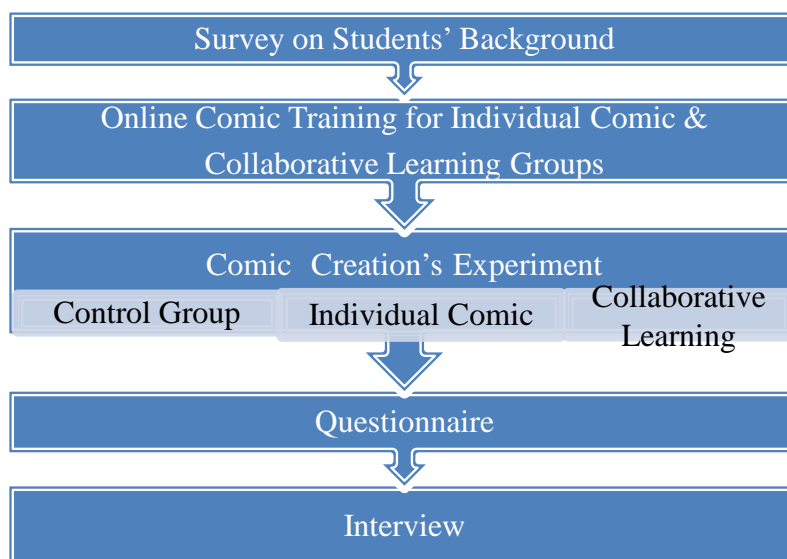 Survey on Students’ Background
Online Comic Training for Individual Comic &
Collaborative Learning Groups
Comic Creation’s Experiment
Control Group
Individual Comic
Collaborative
Learning
Questionnaire
Interview